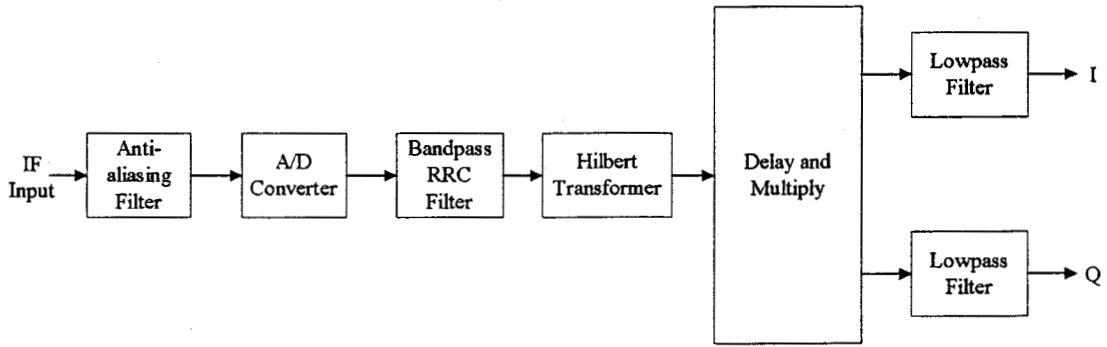 IF
Input
Anti-
aliasing
Filter
A/D
Converter
Bandpass
RRC
Filter
Hilbert
Transformer
Delay and
Multiply
Lowpass
Filter
I
Lowpass
Filter
Q